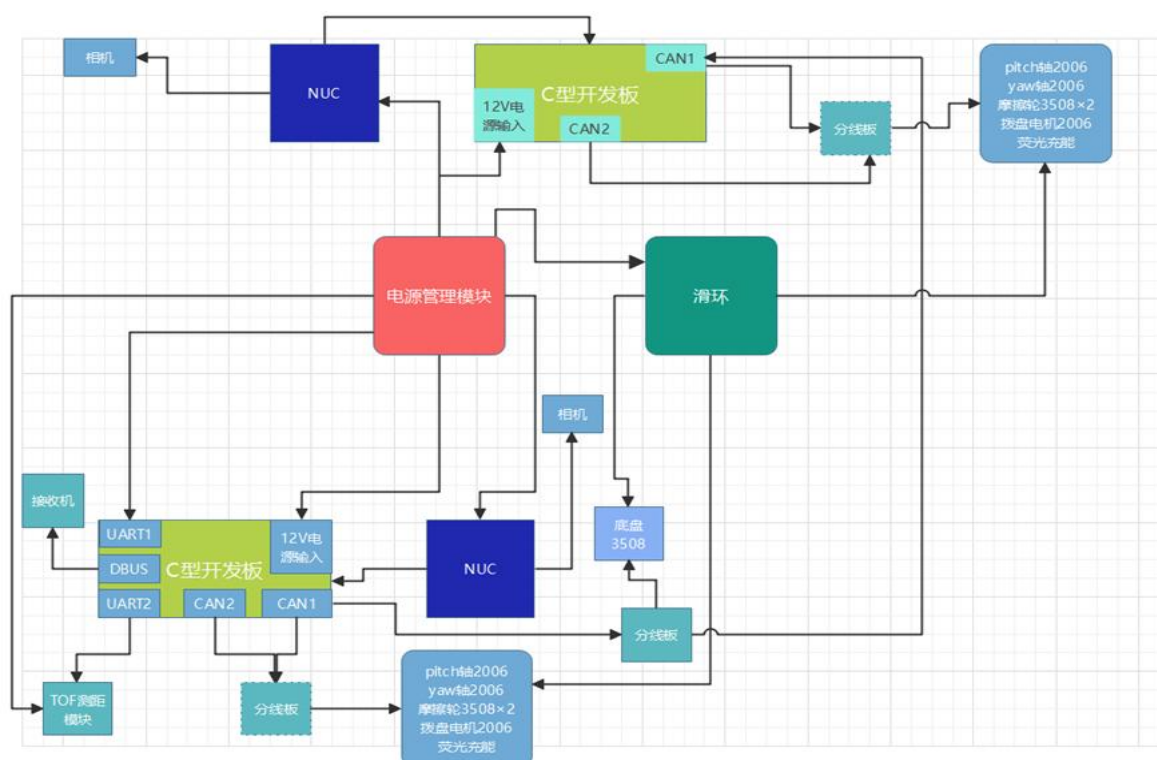 相机
NUC
C型开发板
CAN1
12V电
源输入
CAN2
分线板
pitch轴2006
yaw轴2006
摩擦轮3508×2
拨盘电机2006
荧光充能
电源管理模块
滑环
相机
接收机
UART1
DBUS
UART2
C型开发板
12V电
源输入
CAN2
CAN1
NUC
底盘
3508
分线板
TOF测距
模块
分线板
pitch轴2006
yaw轴2006
摩擦轮3508×2
拨盘电机2006
荧光充能